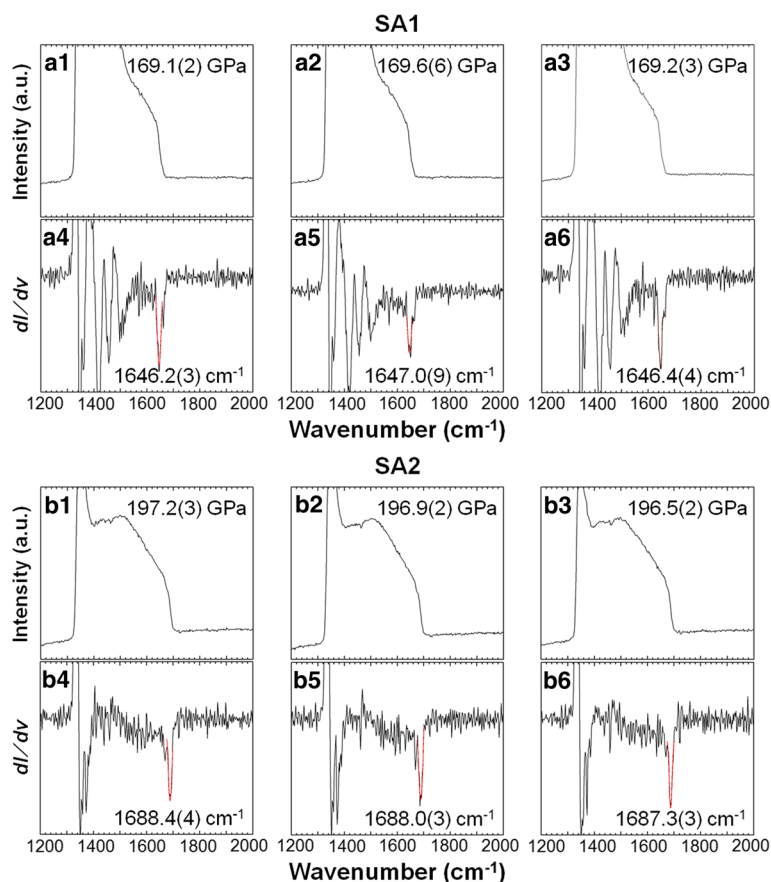 SA1
Intensity (a.u.)
a1 169.1(2) GPa
a2 169.6(6) GPa
a3 169.2(3) GPa
dI/dν
a4
1646.2(3) cm-1
a5
1647.0(9) cm-1
a6
1646.4(4) cm-1
1200 1400 1600 1800 2000
1200 1400 1600 1800 2000
1200 1400 1600 1800 2000
Wavenumber (cm-1)
SA2
Intensity (a.u.)
b1 197.2(3) GPa
b2 196.9(2) GPa
b3 196.5(2) GPa
dI/dν
b4
1688.4(4) cm-1
b5
1688.0(3) cm-1
b6
1687.3(3) cm-1
1200 1400 1600 1800 2000
1200 1400 1600 1800 2000
1200 1400 1600 1800 2000
Wavenumber (cm-1)